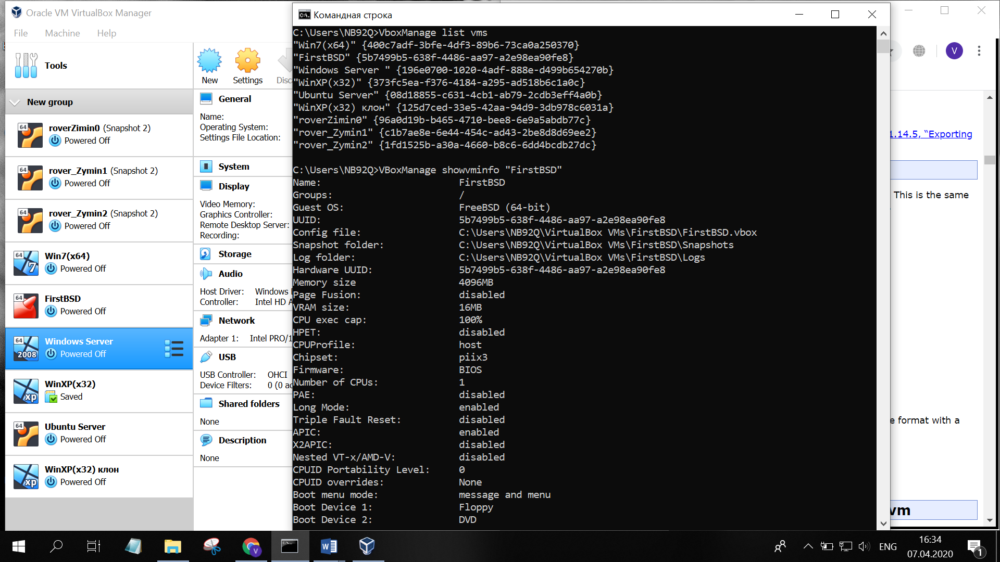 Oracle VM VirtualBox Manager
File Machine Help
Tools
New group
64
roverZimin0 (Snapshot 2)
Powered Off
64
rover_Zymin1 (Snapshot 2)
Powered Off
64
rover_Zymin2 (Snapshot 2)
Powered Off
64
7
Win7(x64)
Powered Off
64
FirstBSD
Powered Off
64
2008
Windows Server
Powered Off
xp
WinXP(x32)
Saved
64
Ubuntu Server
Powered Off
xp
WinXP(x32) клон
Powered Off
New Settings Disc
General
Name:
Operating System:
Settings File Location:
System
Display
Video Memory:
Graphics Controller:
Remote Desktop Server:
Recording:
Storage
Audio
Host Driver: Windows
Controller: Intel HD A
Network
Adapter 1: Intel PRO/1
USB
USB Controller: OHCI
Device Filters: 0 (0 ac
Shared folders
None
Description
None
Командная строка
C:\Users\NB92Q>VboxManage list vms
"Win7(x64)" {400c7adf-3bfe-4df3-89b6-73ca0a250370}
"FirstBSD" {5b7499b5-638f-4486-aa97-a2e98ea90fe8}
"Windows Server " {196e0700-1020-4adf-888e-d499b654270b}
"WinXP(x32)" {373fc5ea-f376-4184-a295-ad518b6c1a0c}
"Ubuntu Server" {08d18855-c631-4cb1-ab79-2cdb3eff4a0b}
"WinXP(x32) клон" {125d7ced-33e5-42aa-94d9-3db978c6031a}
"roverZimin0" {96a0d19b-b465-4710-bee8-6e9a5abdb77c}
"rover_Zymin1" {c1b7ae8e-6e44-454c-ad43-2be8d8d69ee2}
"rover_Zymin2" {1fd1525b-a30a-4660-b8c6-6dd4bcdb27dc}
C:\Users\NB92Q>VBoxManage showvminfo "FirstBSD"
Name: FirstBSD
Groups: /
Guest OS: FreeBSD (64-bit)
UUID: 5b7499b5-638f-4486-aa97-a2e98ea90fe8
Config file: C:\Users\NB92Q\VirtualBox VMs\FirstBSD\FirstBSD.vbox
Snapshot folder: C:\Users\NB92Q\VirtualBox VMs\FirstBSD\Snapshots
Log folder: C:\Users\NB92Q\VirtualBox VMs\FirstBSD\Logs
Hardware UUID: 5b7499b5-638f-4486-aa97-a2e98ea90fe8
Memory size 4096MB
Page Fusion: disabled
VRAM size: 16MB
CPU exec cap: 100%
HPET: disabled
CPUProfile: host
Chipset: piix3
Firmware: BIOS
Number of CPUs: 1
PAE: disabled
Long Mode: enabled
Triple Fault Reset: disabled
APIC: enabled
X2APIC: disabled
Nested VT-x/AMD-V: disabled
CPUID Portability Level: 0
CPUID overrides: None
Boot menu mode: message and menu
Boot Device 1: Floppy
Boot Device 2: DVD
V
1.14.5, “Exporting
This is the same
e format with a
vm
V
ENG
16:34
07.04.2020
1